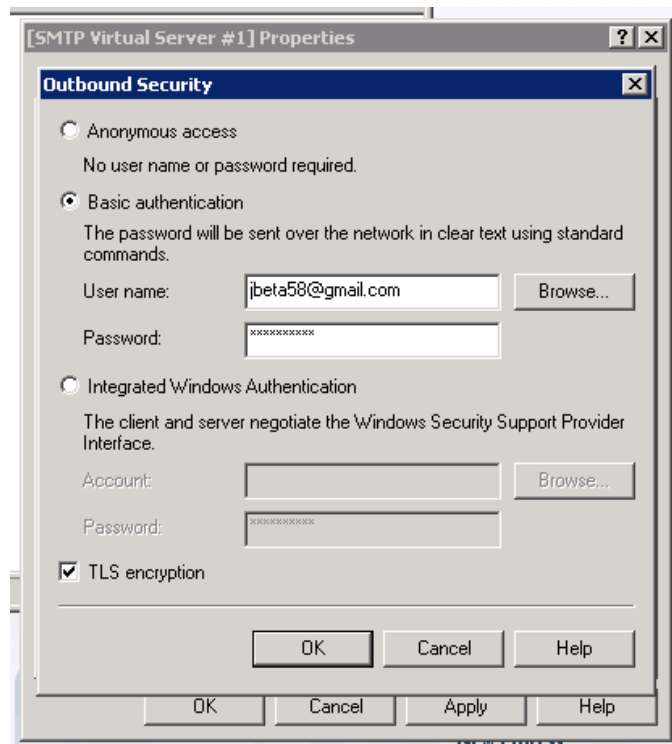 [SMTP Virtual Server #1] Properties
Outbound Security
Anonymous access
No user name or password required.
Basic authentication
The password will be sent over the network in clear text using standard
commands.
User name: jbeta58@gmail.com Browse...
Password: **********
Integrated Windows Authentication
The client and server negotiate the Windows Security Support Provider
Interface.
Account: Browse...
Password: **********
TLS encryption
OK Cancel Help
OK Cancel Apply Help